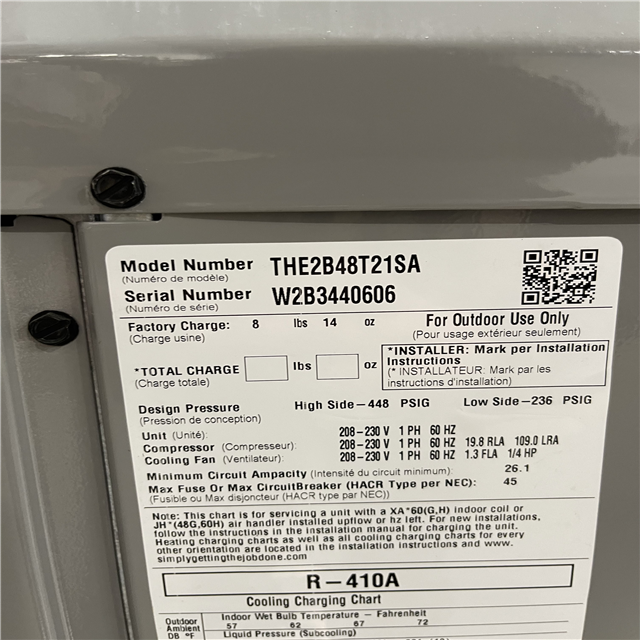 Model Number THE2B48T21SA
(Numéro de modèle)
Serial Number W2B3440606
(Numéro de série)
Factory Charge: 8 lbs 14 oz
(Charge usine)
For Outdoor Use Only
(Pour usage extérieur seulement)
*TOTAL CHARGE lbs oz
(Charge totale)
*INSTALLER: Mark per Installation
Instructions
(* INSTALLATEUR: Mark par les
instructions d'installation)
Design Pressure High Side-448 PSIG Low Side-236 PSIG
(Pression de conception)
Unit (Unité): 208-230 V 1 PH 60 HZ
Compressor (Compresseur): 208-230 V 1 PH 60 HZ 19.8 RLA 109.0 LRA
Cooling Fan (Ventilateur): 208-230 V 1 PH 60 HZ 1.3 FLA 1/4 HP
Minimum Circuit Ampacity (Intensité du circuit minimum): 26.1
Max Fuse Or Max CircuitBreaker (HACR Type per NEC): 45
(Fusible ou Max disjoncteur (HACR type par NEC))
Note: This chart is for servicing a unit with a XA*60(G,H) indoor coil or
JH*(48G,60H) air handler installed upflow or hz left. For new installations,
follow the instructions in the installation manual for charging the unit.
Heating charging charts as well as all cooling charging charts for every
other orientation are located in the installation instructions and www.
simplygettingthejobdone.com
R-410A
Cooling Charging Chart
Outdoor
Ambient
DB °F
Indoor Wet Bulb Temperature - Fahrenheit
57 62 67 72
Liquid Pressure (Subcooling)